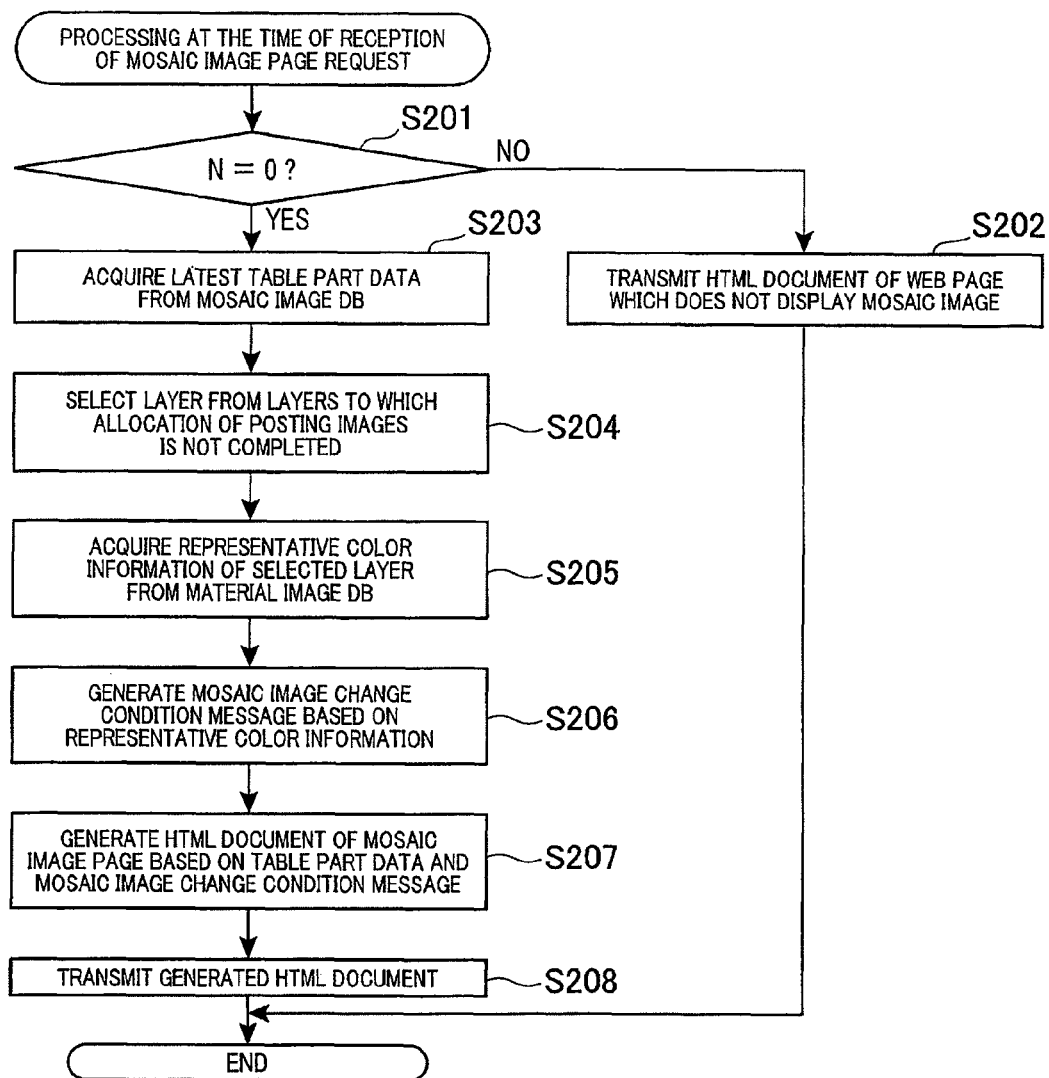 PROCESSING AT THE TIME OF RECEPTION
OF MOSAIC IMAGE PAGE REQUEST
S201
N = 0 ?
NO
YES
S203
ACQUIRE LATEST TABLE PART DATA
FROM MOSAIC IMAGE DB
S202
TRANSMIT HTML DOCUMENT OF WEB PAGE
WHICH DOES NOT DISPLAY MOSAIC IMAGE
SELECT LAYER FROM LAYERS TO WHICH
ALLOCATION OF POSTING IMAGES
IS NOT COMPLETED
S204
ACQUIRE REPRESENTATIVE COLOR
INFORMATION OF SELECTED LAYER
FROM MATERIAL IMAGE DB
S205
GENERATE MOSAIC IMAGE CHANGE
CONDITION MESSAGE BASED ON
REPRESENTATIVE COLOR INFORMATION
S206
GENERATE HTML DOCUMENT OF MOSAIC
IMAGE PAGE BASED ON TABLE PART DATA AND
MOSAIC IMAGE CHANGE CONDITION MESSAGE
S207
TRANSMIT GENERATED HTML DOCUMENT
S208
END